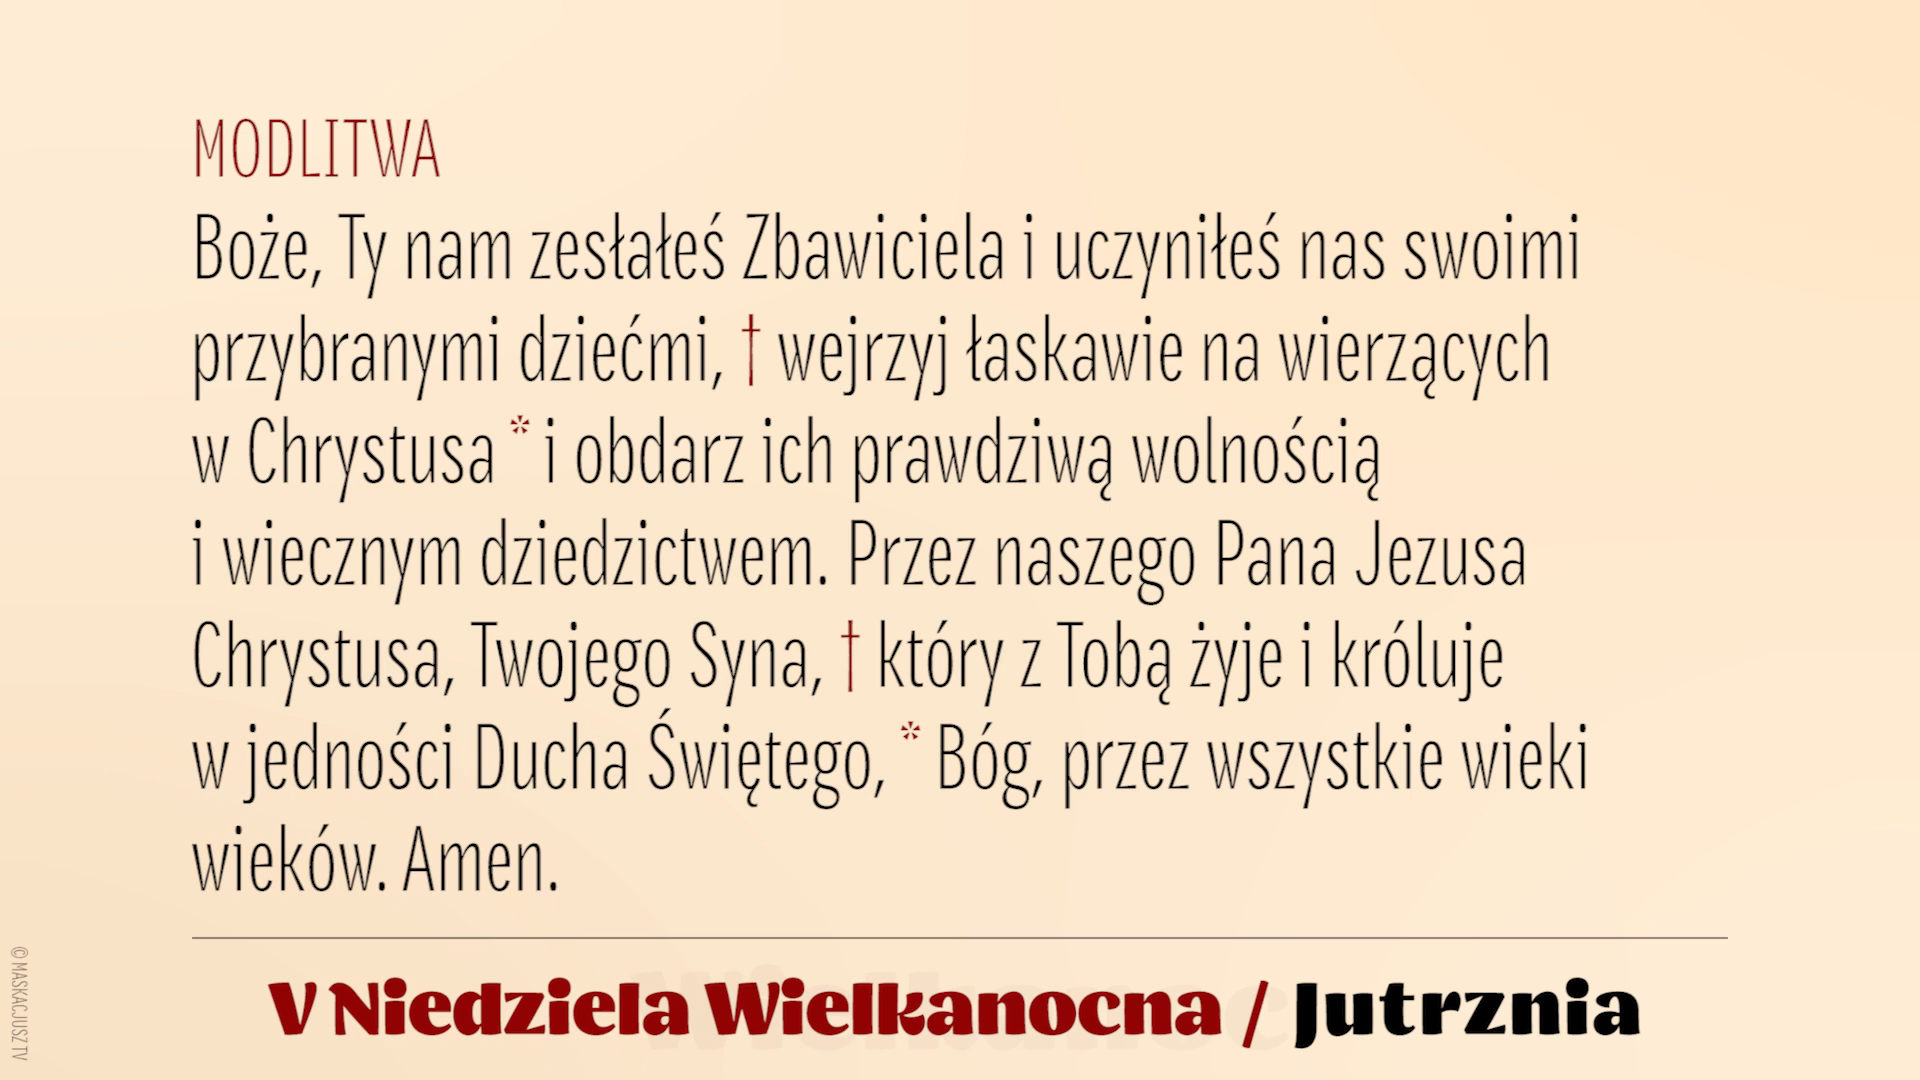 MODLITWA
Boże, Ty nam zesłałeś Zbawiciela i uczyniłeś nas swoimi
przybranymi dziećmi, † wejrzyj łaskawie na wierzących
w Chrystusa * i obdarz ich prawdziwą wolnością
i wiecznym dziedzictwem. Przez naszego Pana Jezusa
Chrystusa, Twojego Syna, † który z Tobą żyje i króluje
w jedności Ducha Świętego, * Bóg, przez wszystkie wieki
wieków. Amen.
V Niedziela Wielkanocna / Jutrznia
© MASKACJUSZ TV